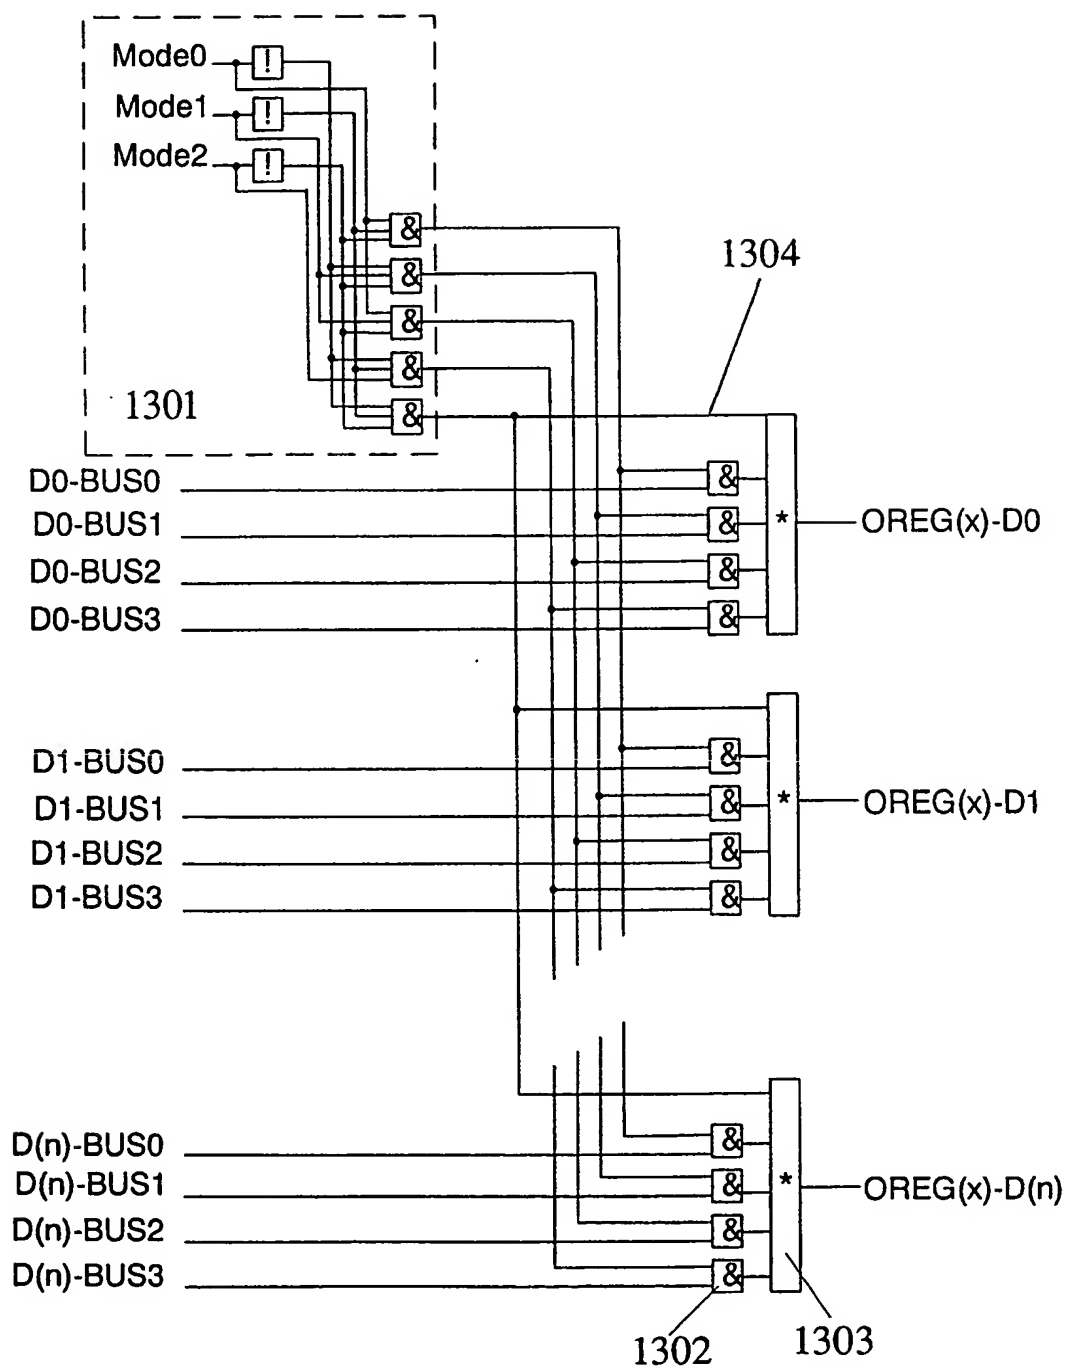 Mode0 !
Mode1 !
Mode2 !
&
&
&
&
&
1301
1304
D0-BUS0 &
D0-BUS1 & * OREG(x)-D0
D0-BUS2 &
D0-BUS3 &
D1-BUS0 &
D1-BUS1 & * OREG(x)-D1
D1-BUS2 &
D1-BUS3 &
D(n)-BUS0 &
D(n)-BUS1 & * OREG(x)-D(n)
D(n)-BUS2 &
D(n)-BUS3 &
1302
1303